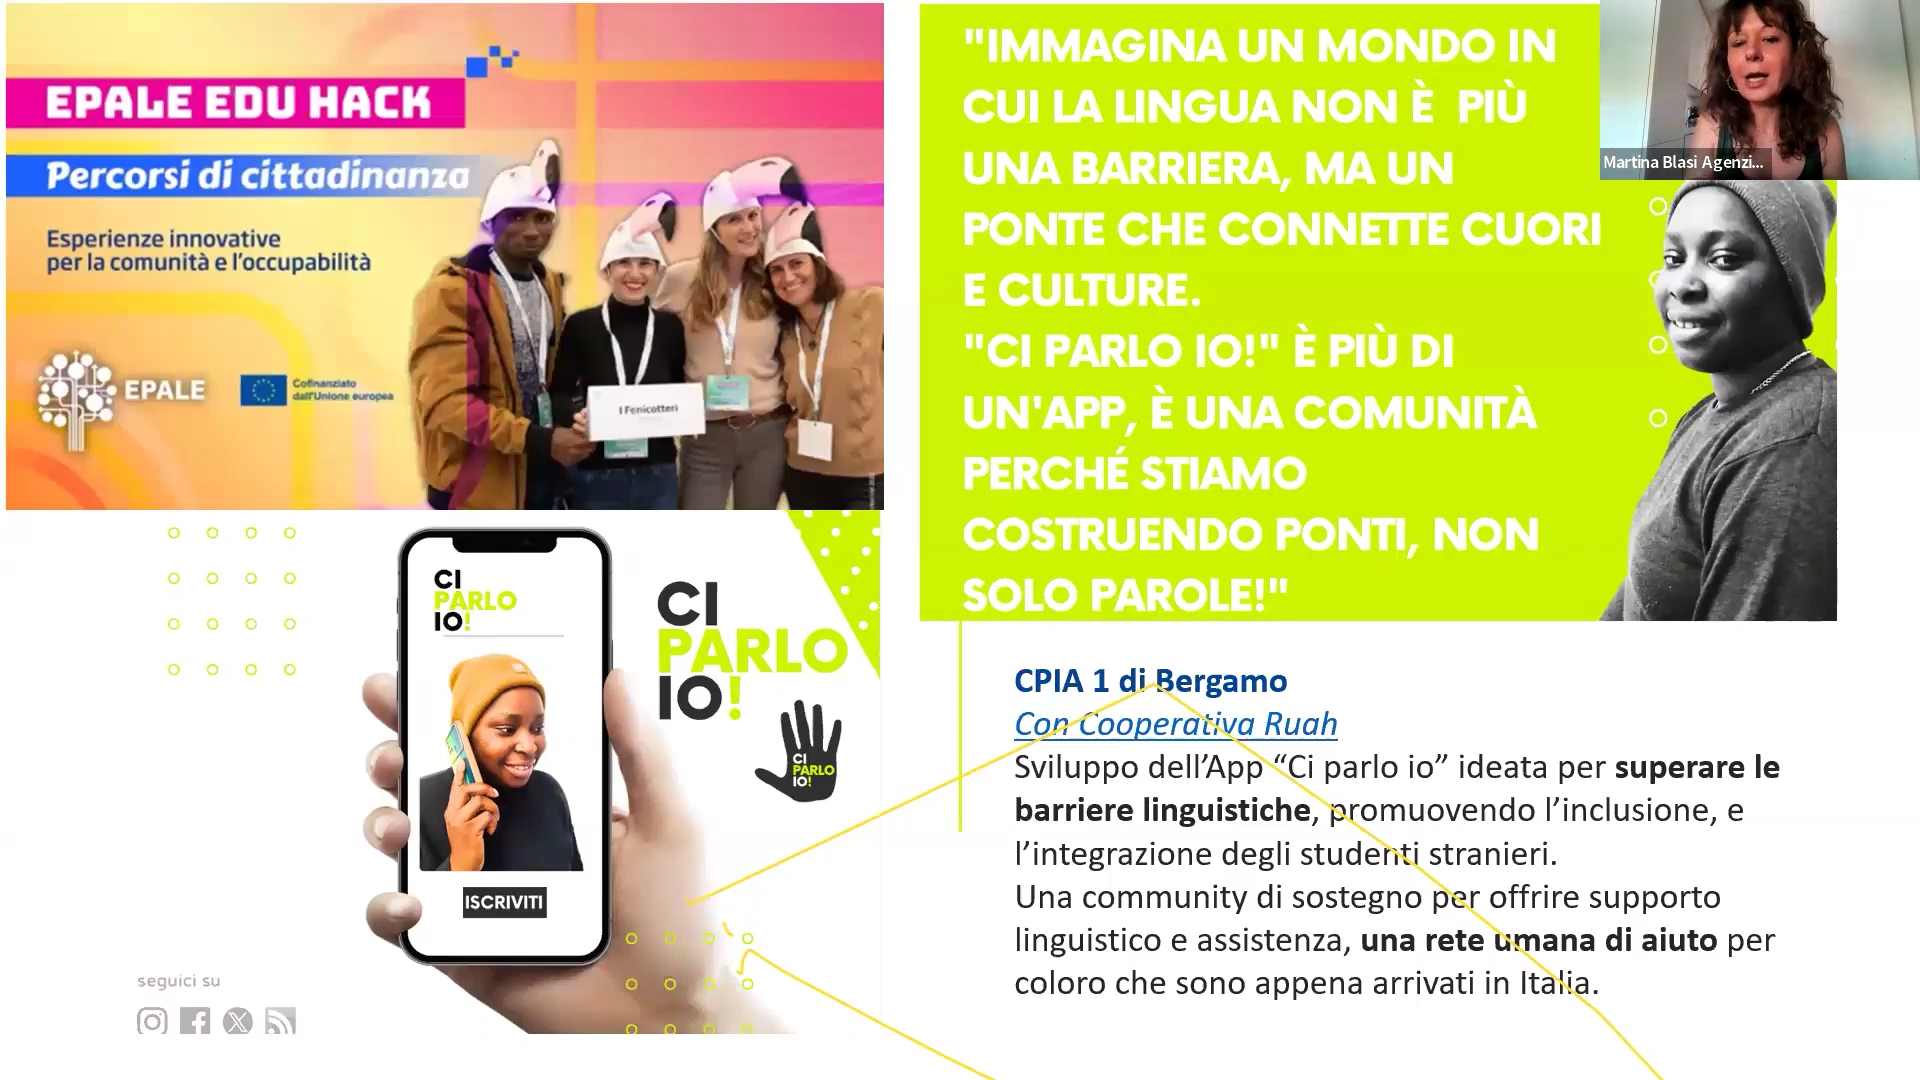 EPALE EDU HACK
Percorsi di cittadinanza
Esperienze innovative
per la comunità e l'occupabilità
EPALE
Cofinanziato
dall'Unione europea
I Fenicotteri
"IMMAGINA UN MONDO IN
CUI LA LINGUA NON È PIÙ
UNA BARRIERA, MA UN
PONTE CHE CONNETTE CUORI
E CULTURE.
"CI PARLO IO!" È PIÙ DI
UN'APP, È UNA COMUNITÀ
PERCHÉ STIAMO
COSTRUENDO PONTI, NON
SOLO PAROLE!"
Martina Blasi Agenzi...
CI
PARLO
IO!
ISCRIVITI
CI
PARLO
IO!
CI
PARLO
IO!
seguici su
CPIA 1 di Bergamo
Con Cooperativa Ruah
Sviluppo dell’App “Ci parlo io” ideata per superare le
barriere linguistiche, promuovendo l’inclusione, e
l’integrazione degli studenti stranieri.
Una community di sostegno per offrire supporto
linguistico e assistenza, una rete umana di aiuto per
coloro che sono appena arrivati in Italia.